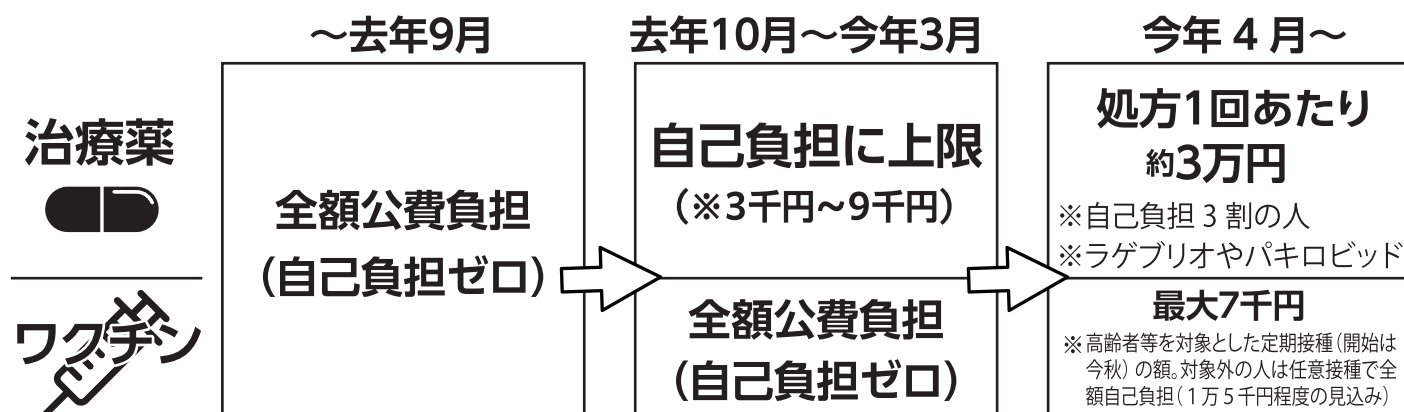 ～去年9月
去年10月～今年3月
今年4月～
治療薬
全額公費負担
（自己負担ゼロ）
自己負担に上限
（※3千円～9千円）
処方1回あたり
約3万円
※自己負担3割の人
※ラゲブリオやパキロビッド
ワクチン
全額公費負担
（自己負担ゼロ）
最大7千円
※高齢者等を対象とした定期接種（開始は
今秋）の額。対象外の人は任意接種で全
額自己負担（1万5千円程度の見込み）